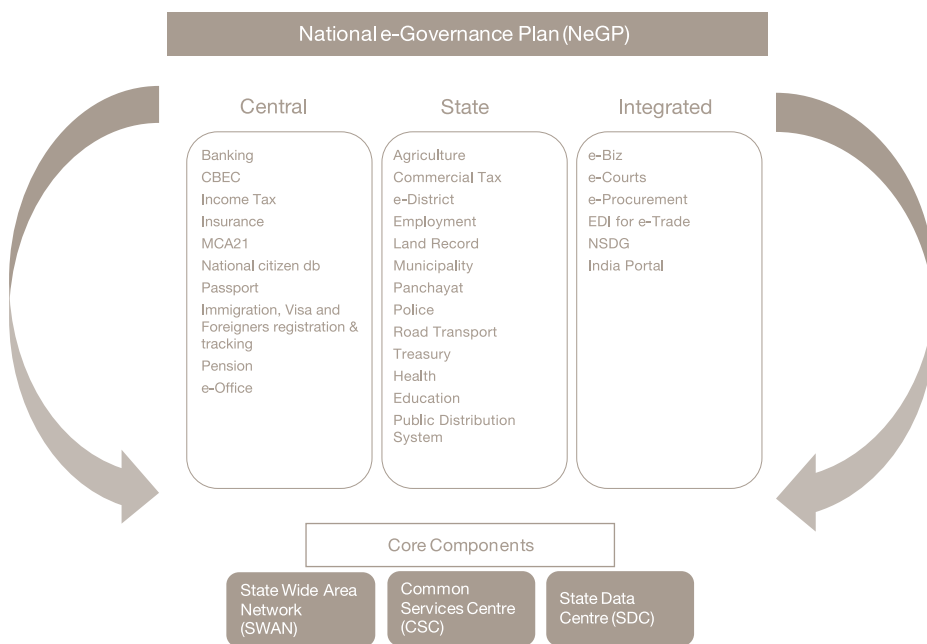 National e-Governance Plan (NeGP)
Central
Banking
CBEC
Income Tax
Insurance
MCA21
National citizen db
Passport
Immigration, Visa and
Foreigners registration &
tracking
Pension
e-Office
State
Agriculture
Commercial Tax
e-District
Employment
Land Record
Municipality
Panchayat
Police
Road Transport
Treasury
Health
Education
Public Distribution
System
Integrated
e-Biz
e-Courts
e-Procurement
EDI for e-Trade
NSDG
India Portal
Core Components
State Wide Area
Network
(SWAN)
Common
Services Centre
(CSC)
State Data
Centre (SDC)